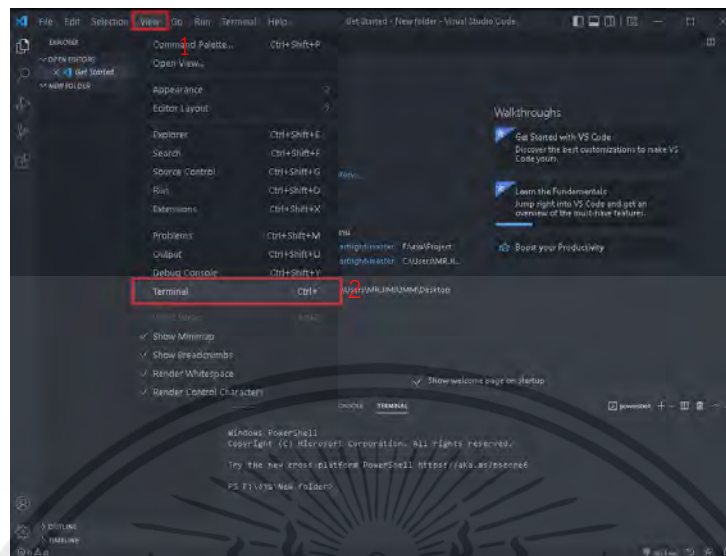 File Edit Selection View Go Run Terminal Help
Get Started - New folder - Visual Studio Code
1
EXPLORER
OPEN EDITORS
Get Started
NEW FOLDER
Command Palette... Ctrl+Shift+P
Open View...
Appearance
Editor Layout
Explorer Ctrl+Shift+E
Search Ctrl+Shift+F
Source Control Ctrl+Shift+G
Run Ctrl+Shift+D
Extensions Ctrl+Shift+X
Problems Ctrl+Shift+M
Output Ctrl+Shift+U
Debug Console Ctrl+Shift+Y
Terminal Ctrl+`
2
Show Minimap
Show Breadcrumbs
Render Whitespace
Render Control Characters
Walkthroughs
Get Started with VS Code
Discover the best customizations to make VS
Code yours.
Learn the Fundamentals
Jump right into VS Code and get an
overview of the must-have features.
Boost your Productivity
Show welcome page on startup
TERMINAL
powershell
Windows PowerShell
Copyright (C) Microsoft Corporation. All rights reserved.
Try the new cross-platform PowerShell https://aka.ms/pscore6
OUTLINE
TIMELINE